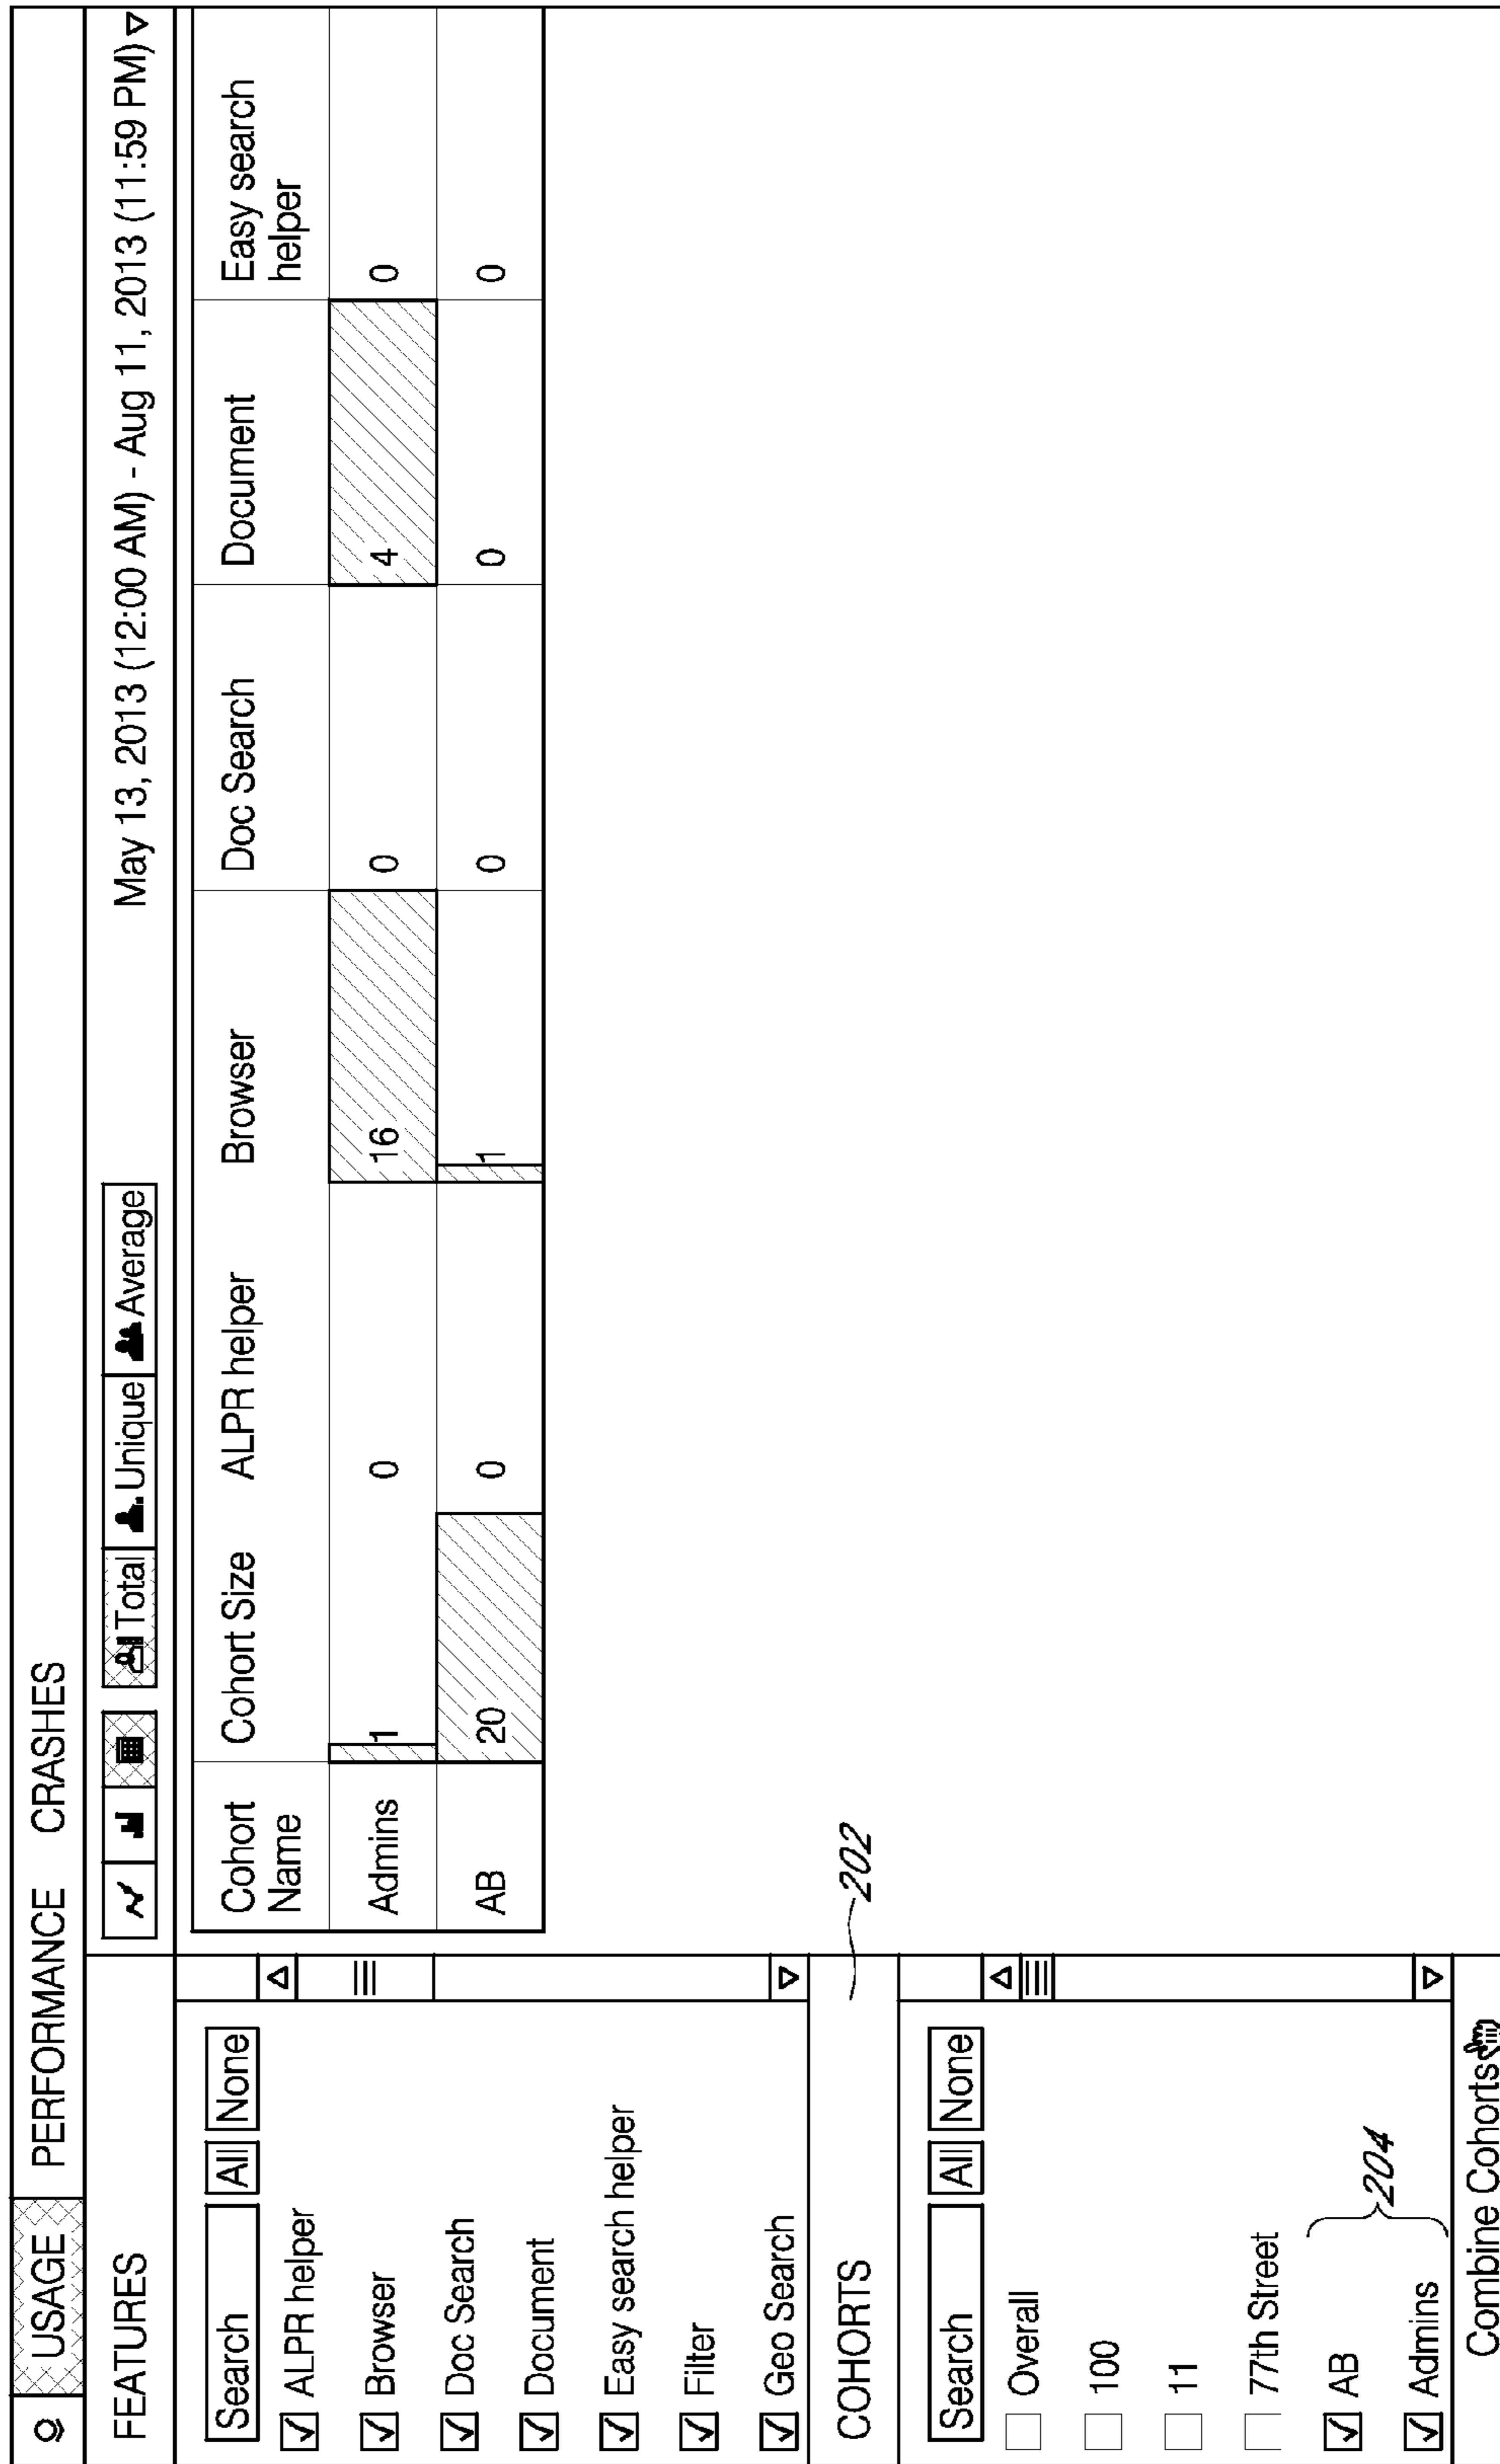 USAGE PERFORMANCE CRASHES
FEATURES
Total Unique Average May 13, 2013 (12:00 AM) - Aug 11, 2013 (11:59 PM)
Search All None
ALPR helper
Browser
Doc Search
Document
Easy search helper
Filter
Geo Search
COHORTS
202
Search All None
Overall
100
11
77th Street
AB
Admins
204
Combine Cohorts
Cohort Name Cohort Size ALPR helper Browser Doc Search Document Easy search helper
Admins 1 0 16 0 4 0
AB 20 0 1 0 0 0